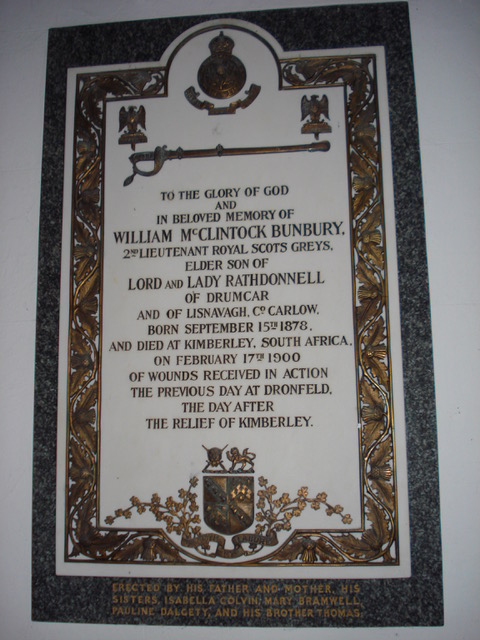 TO THE GLORY OF GOD
AND
IN BELOVED MEMORY OF
WILLIAM McCLINTOCK BUNBURY,
2ND LIEUTENANT ROYAL SCOTS GREYS,
ELDER SON OF
LORD AND LADY RATHDONNELL
OF DRUMCAR
AND OF LISNAVAGH, Co CARLOW,
BORN SEPTEMBER 15TH 1878,
AND DIED AT KIMBERLEY, SOUTH AFRICA,
ON FEBRUARY 17TH 1900
OF WOUNDS RECEIVED IN ACTION
THE PREVIOUS DAY AT DRONFELD,
THE DAY AFTER
THE RELIEF OF KIMBERLEY.
ERECTED BY HIS FATHER AND MOTHER, HIS
SISTERS, ISABELLA COLVIN, MARY BRAMWELL,
PAULINE DALGETY, AND HIS BROTHER THOMAS.